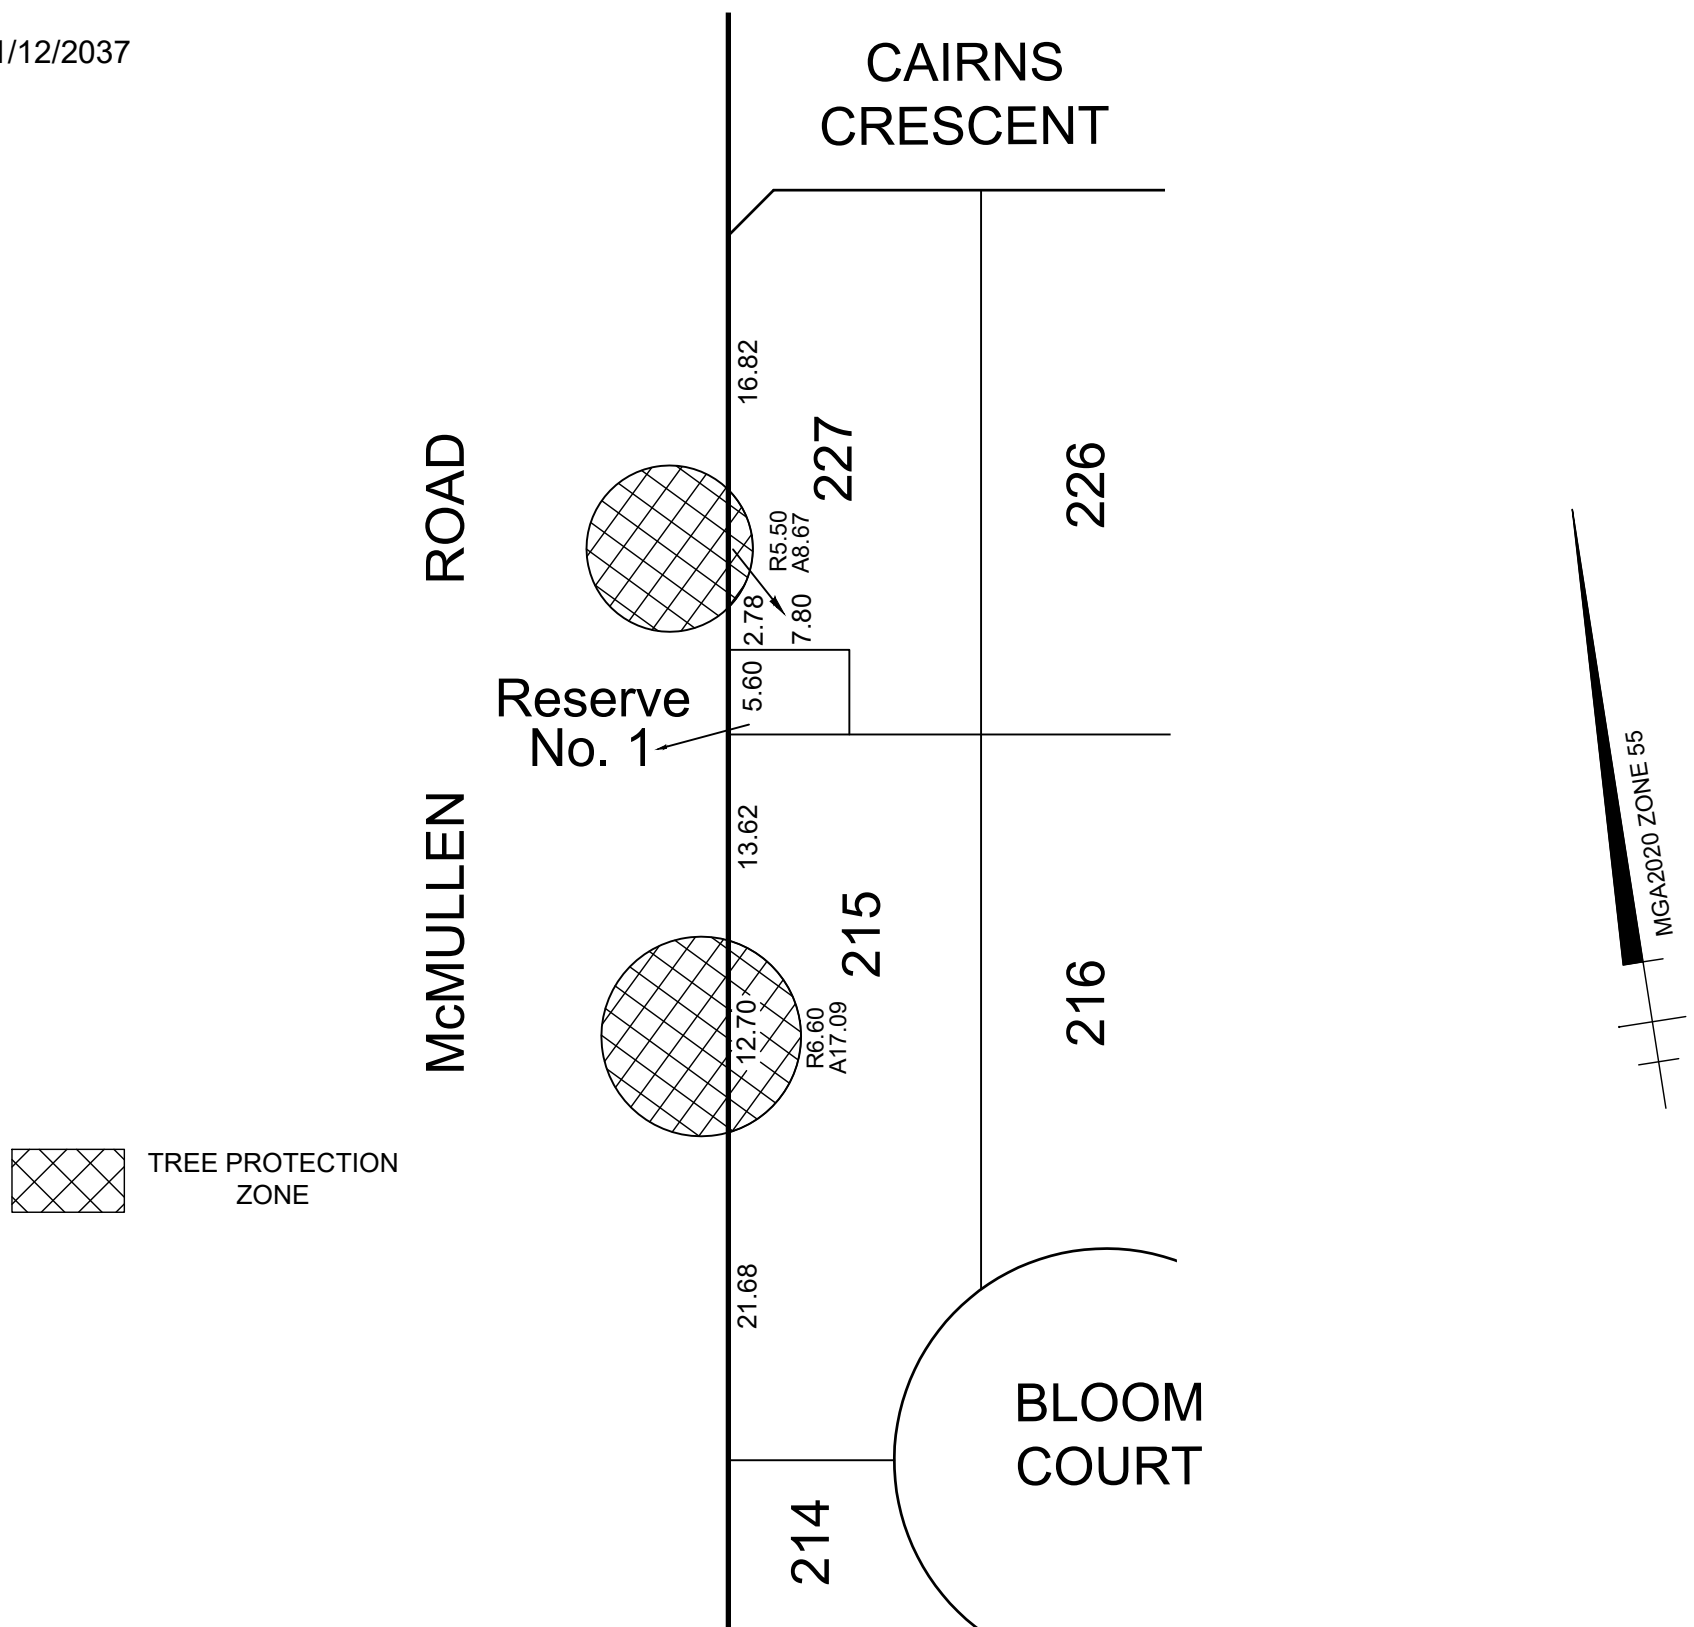 1/12/2037
CAIRNS
CRESCENT
16.82
227
226
ROAD
R5.50
A8.67
2.78
7.80
5.60
Reserve
No. 1
13.62
McMULLEN
215
216
12.70
R6.60
A17.09
MGA2020 ZONE 55
TREE PROTECTION
ZONE
21.68
BLOOM
COURT
214